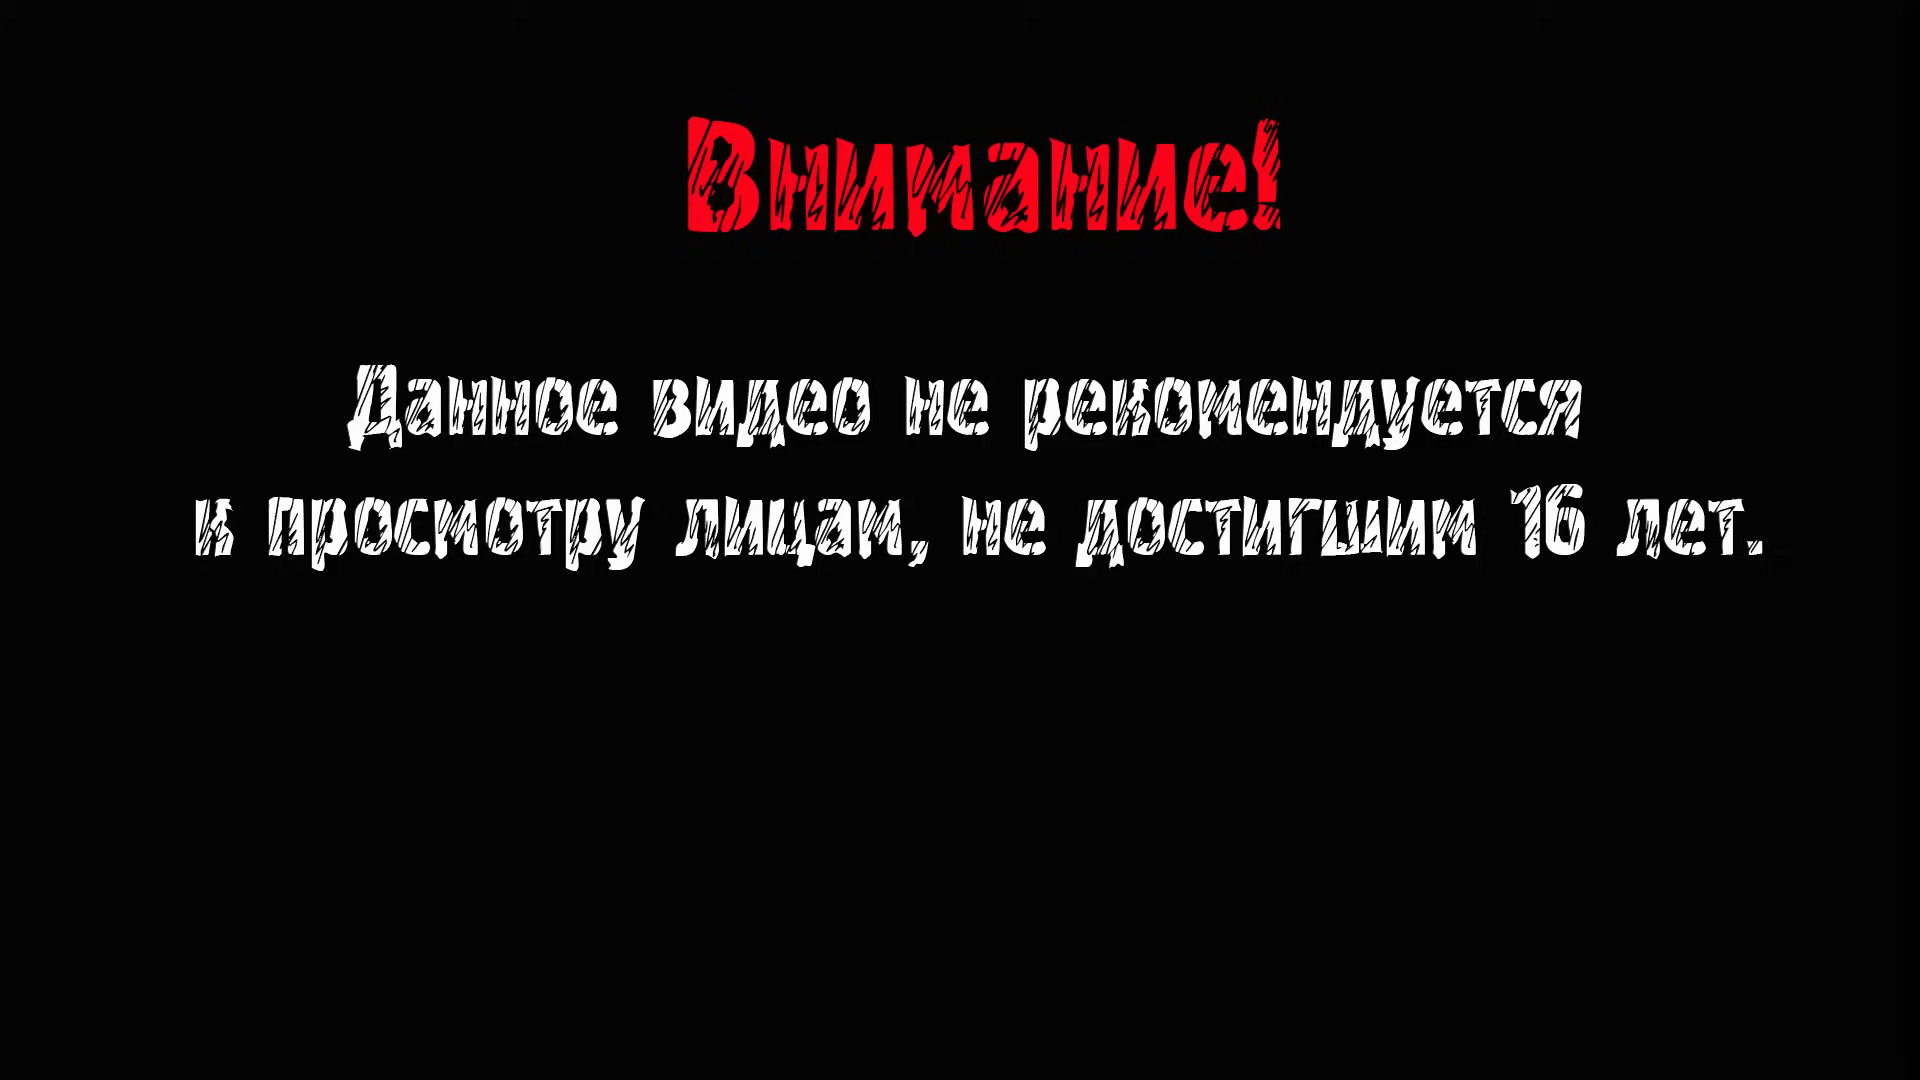 Внимание!
Данное видео не рекомендуется
к просмотру лицам, не достигшим 16 лет.